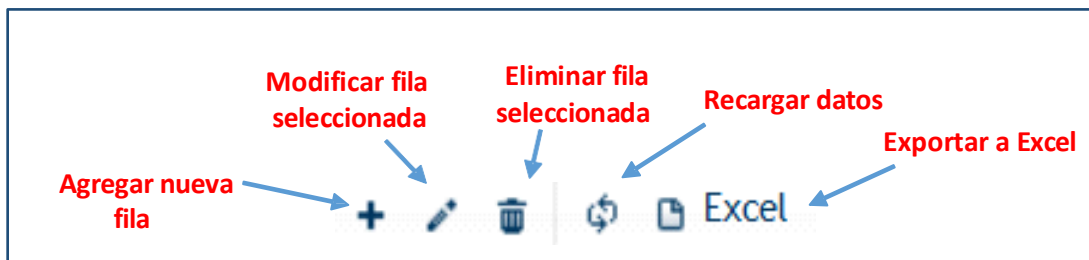 Modificar fila
seleccionada
Eliminar fila
seleccionada
Recargar datos
Exportar a Excel
Agregar nueva
fila
Excel